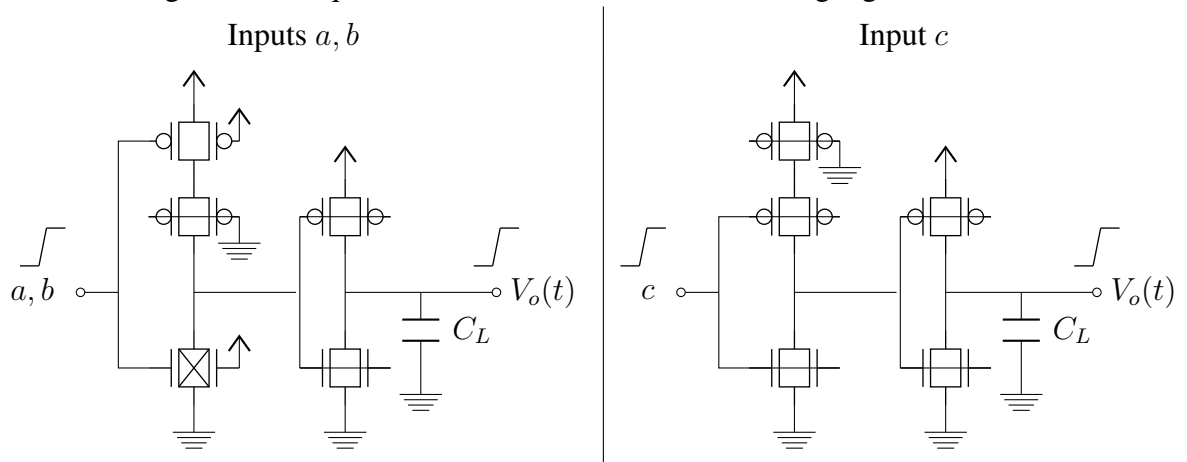 Inputs a, b
Input c
a, b
V_o(t)
C_L
c
V_o(t)
C_L